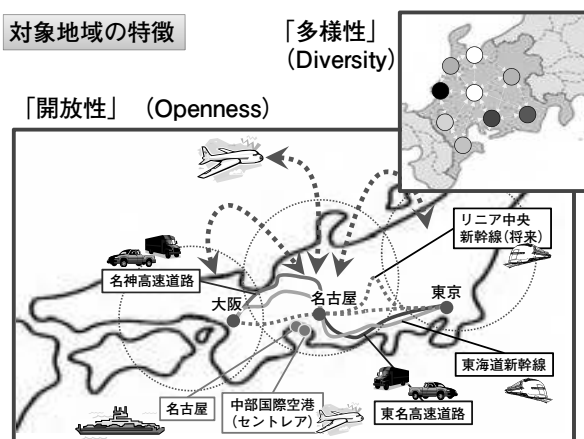 対象地域の特徴
「多様性」
(Diversity)
「開放性」 (Openness)
リニア中央
新幹線(将来)
名神高速道路
大阪
名古屋
東京
東海道新幹線
名古屋
中部国際空港
(セントレア)
東名高速道路